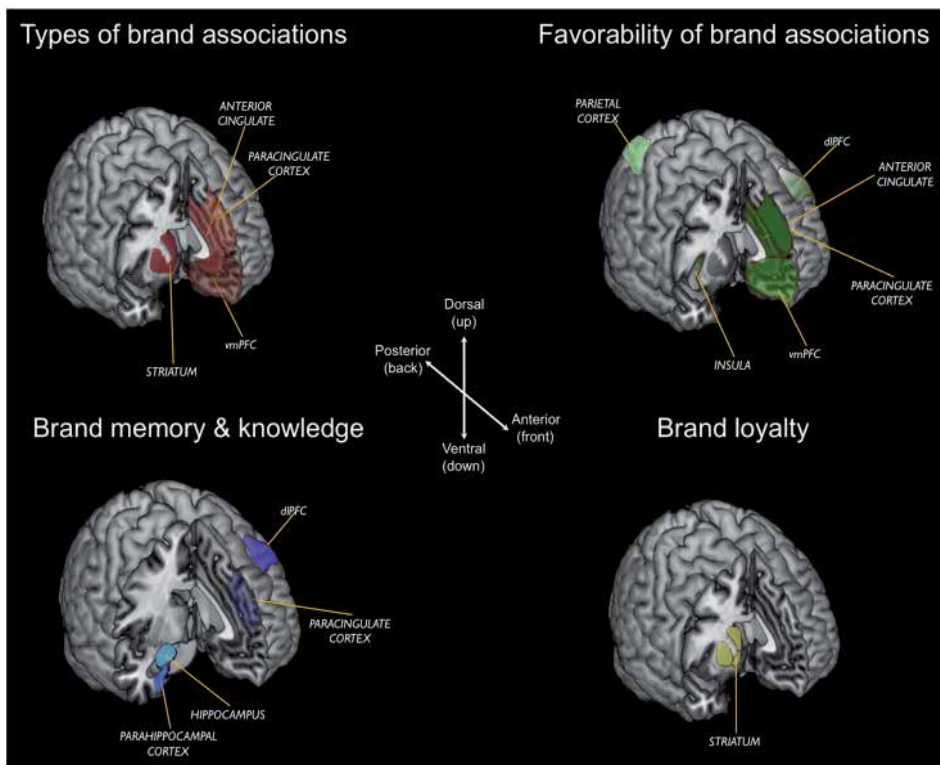 Types of brand associations
ANTERIOR
CINGULATE
PARACINGULATE
CORTEX
vmPFC
STRIATUM
Favorability of brand associations
PARIETAL
CORTEX
dlPFC
ANTERIOR
CINGULATE
PARACINGULATE
CORTEX
vmPFC
INSULA
Dorsal
(up)
Posterior
(back)
Anterior
(front)
Ventral
(down)
Brand memory & knowledge
dlPFC
PARACINGULATE
CORTEX
HIPPOCAMPUS
PARAHIPPOCAMPAL
CORTEX
Brand loyalty
STRIATUM